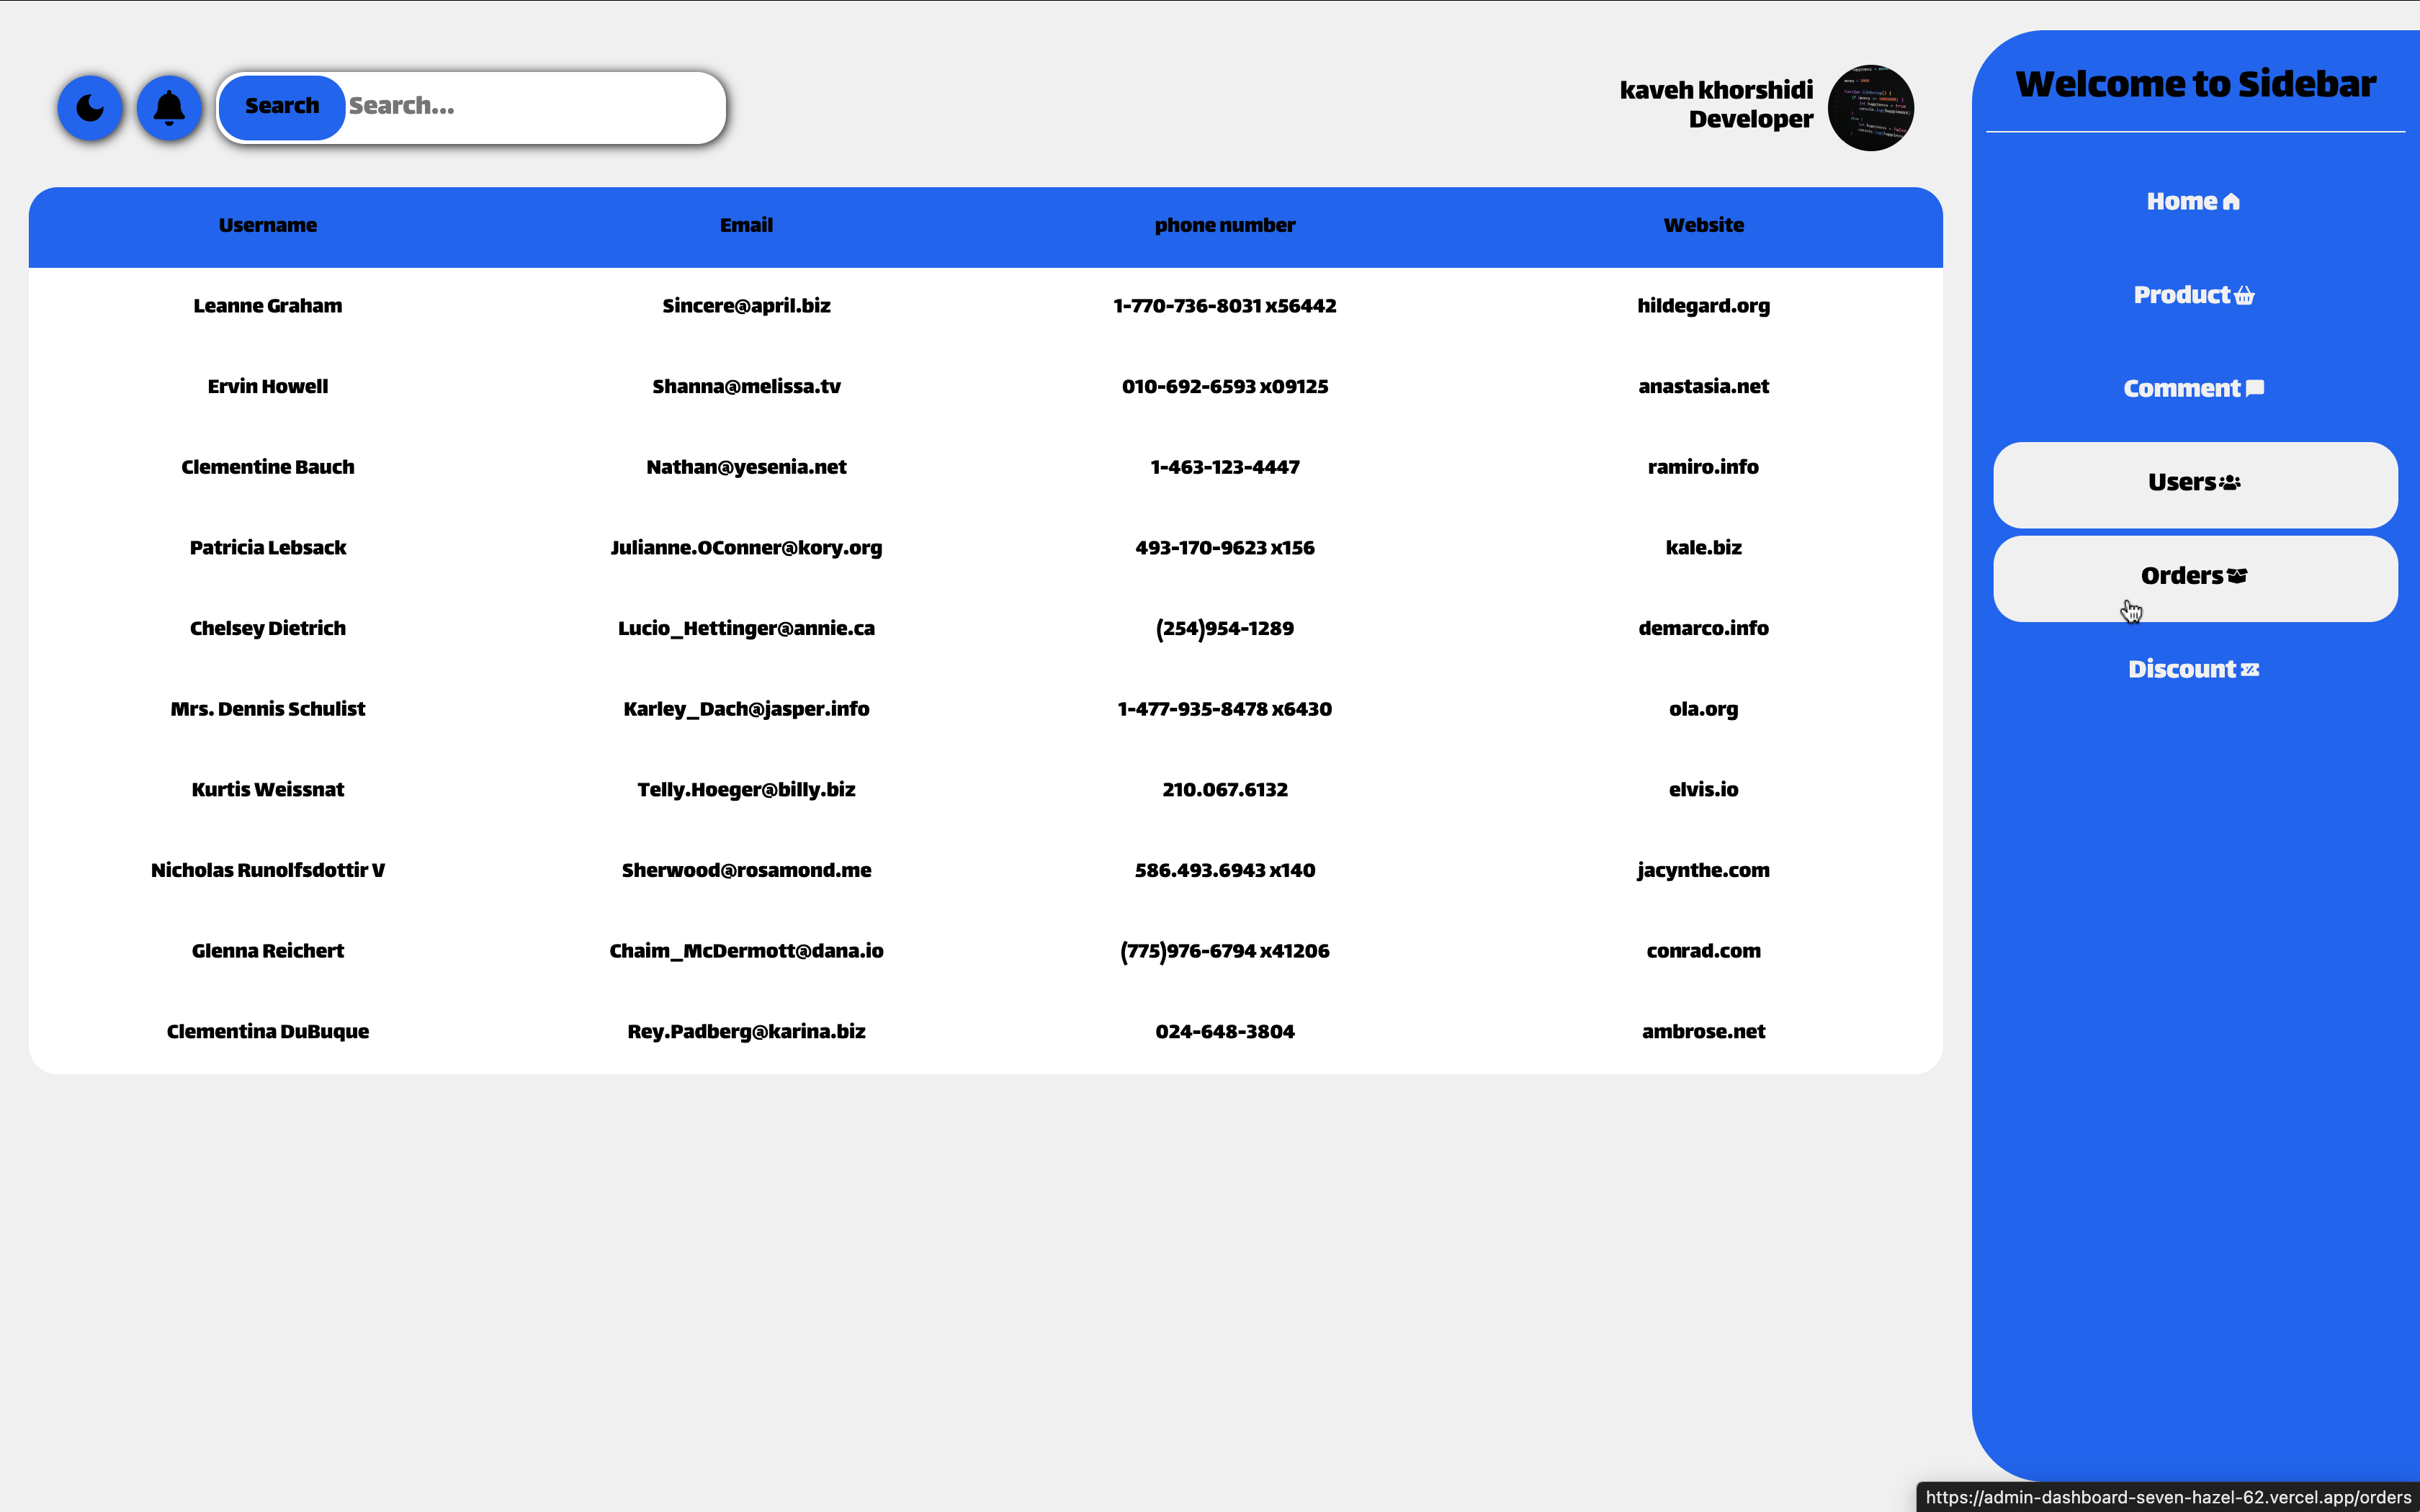 Search Search...
kaveh khorshidi
Developer
Welcome to Sidebar
Home
Product
Comment
Users
Orders
Discount
Username Email phone number Website
Leanne Graham Sincere@april.biz 1-770-736-8031 x56442 hildegard.org
Ervin Howell Shanna@melissa.tv 010-692-6593 x09125 anastasia.net
Clementine Bauch Nathan@yesenia.net 1-463-123-4447 ramiro.info
Patricia Lebsack Julianne.OConner@kory.org 493-170-9623 x156 kale.biz
Chelsey Dietrich Lucio_Hettinger@annie.ca (254)954-1289 demarco.info
Mrs. Dennis Schulist Karley_Dach@jasper.info 1-477-935-8478 x6430 ola.org
Kurtis Weissnat Telly.Hoeger@billy.biz 210.067.6132 elvis.io
Nicholas Runolfsdottir V Sherwood@rosamond.me 586.493.6943 x140 jacynthe.com
Glenna Reichert Chaim_McDermott@dana.io (775)976-6794 x41206 conrad.com
Clementina DuBuque Rey.Padberg@karina.biz 024-648-3804 ambrose.net
https://admin-dashboard-seven-hazel-62.vercel.app/orders